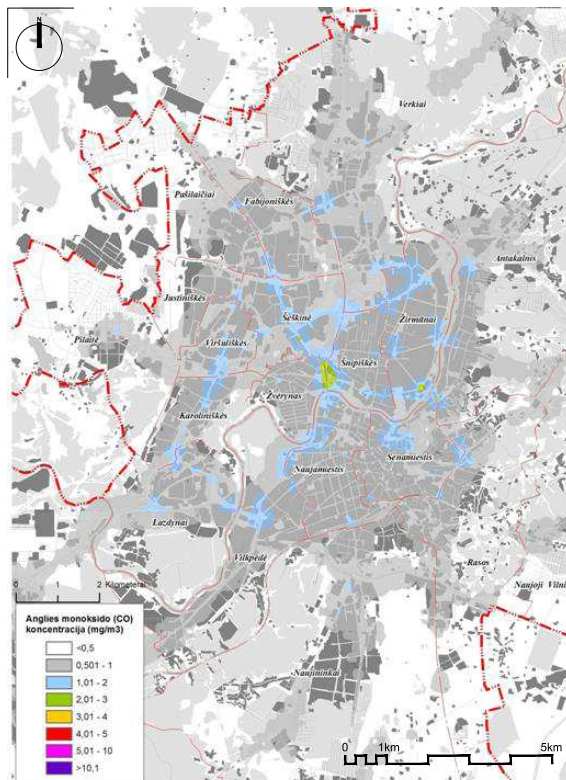 N
Verkiai
Pašilaičiai
Fabijoniškės
Antakalnis
Justiniškės
Šeškinė
Žirmūnai
Pilaitė
Viršuliškės
Šnipiškės
Žvėrynas
Karoliniškės
Senamiestis
Naujamiestis
Lazdynai
Vilkpėdė
Rasos
Naujoji Vilni
0 1 2 Kilometerai
Naujininkai
Anglies monoksido (CO)
koncentracija (mg/m3)
<0,5
0,501 - 1
1,01 - 2
2,01 - 3
3,01 - 4
4,01 - 5
5,01 - 10
>10,1
0 1km 5km